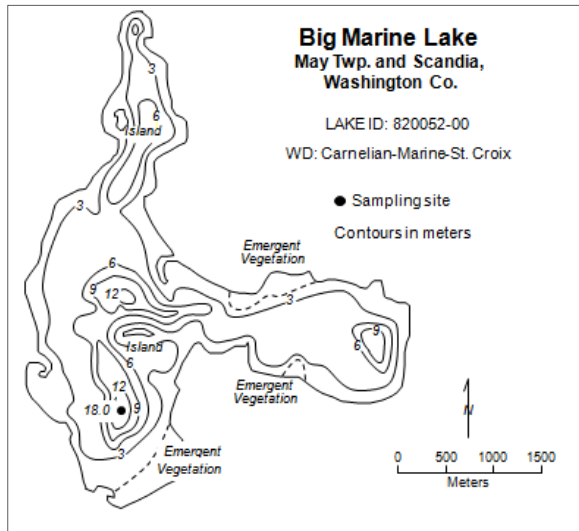 Big Marine Lake
May Twp. and Scandia,
Washington Co.
LAKE ID: 820052-00
WD: Carnelian-Marine-St. Croix
Sampling site
Contours in meters
3
6
Island
3
Emergent
Vegetation
6
9
12
3
9
6
Island
6
12
18.0
9
3
Emergent
Vegetation
Emergent
Vegetation
N
0 500 1000 1500
Meters